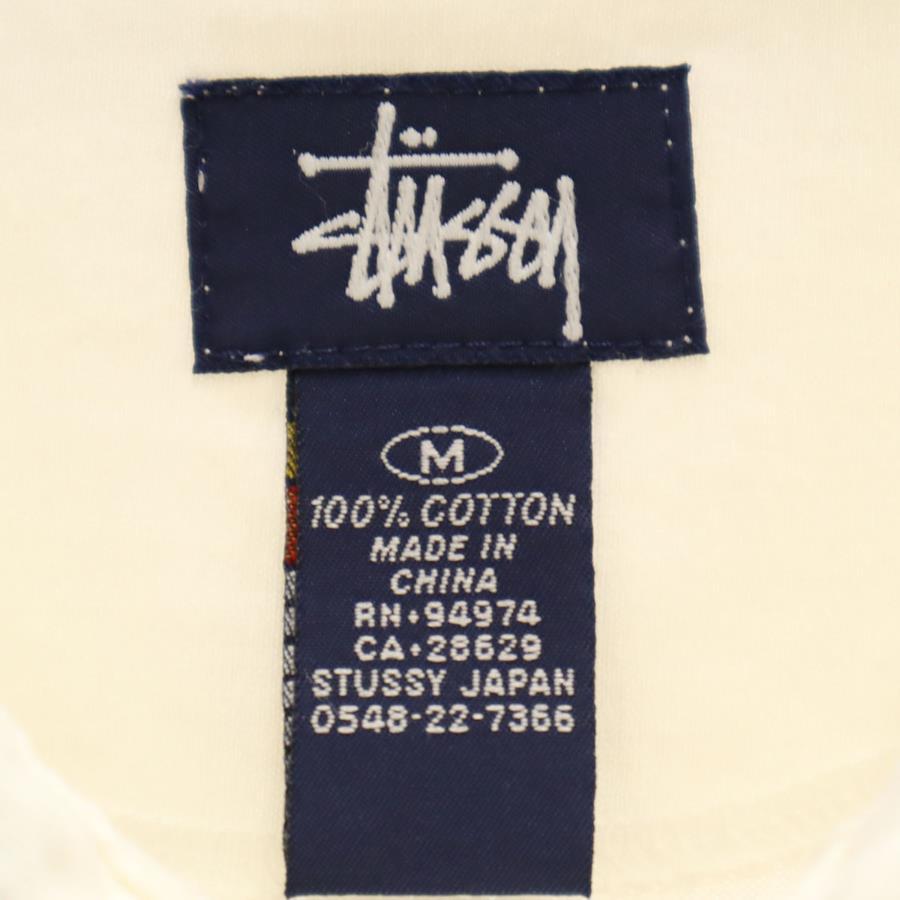 Stüssy
M
100% COTTON
MADE IN
CHINA
RN•94974
CA•28629
STUSSY JAPAN
0548-22-7366